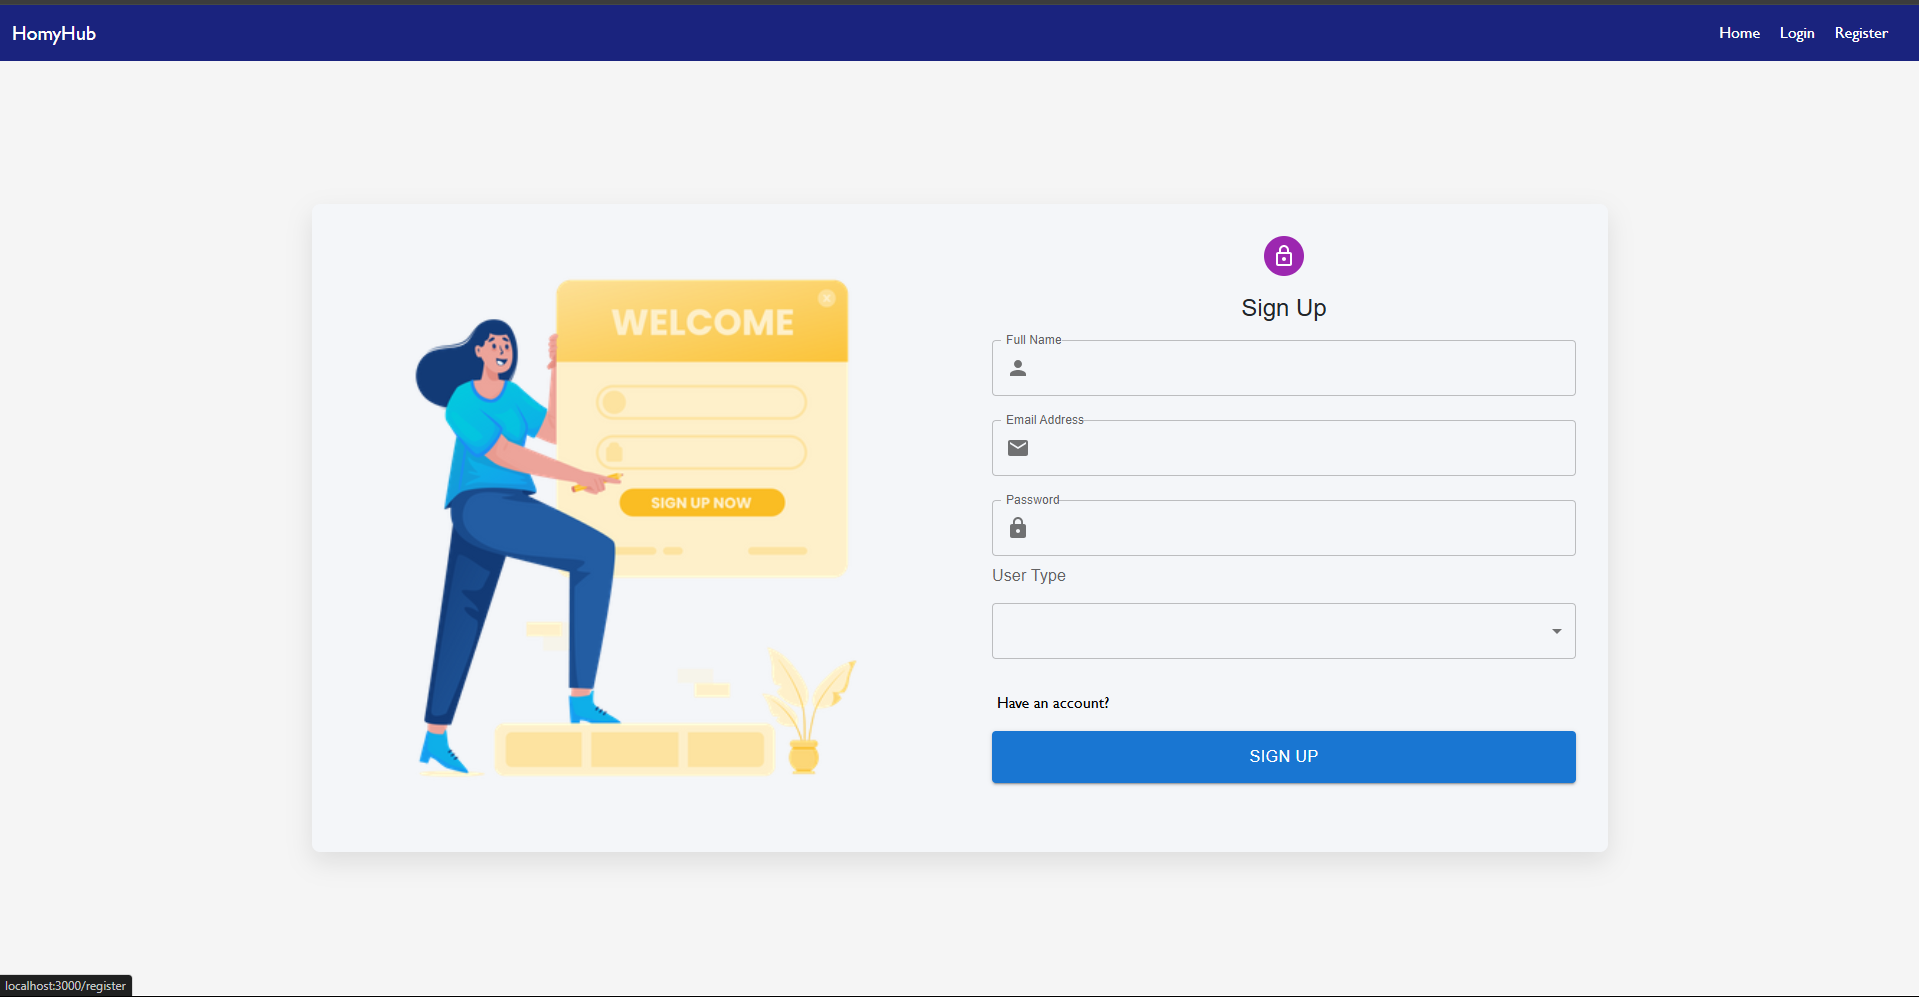 HomyHub
Home Login Register
WELCOME
SIGN UP NOW
Sign Up
Full Name
Email Address
Password
User Type
Have an account?
SIGN UP
localhost:3000/register